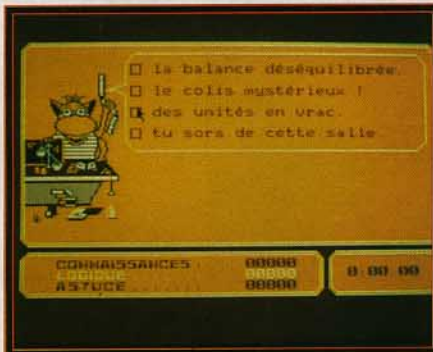 la balance déséquilibrée.
le colis mystérieux !
des unités en vrac.
tu sors de cette salle
CONNAISSANCES 00000
LOGIQUE 00000
ASTUCE ........ 00000
0:00 00